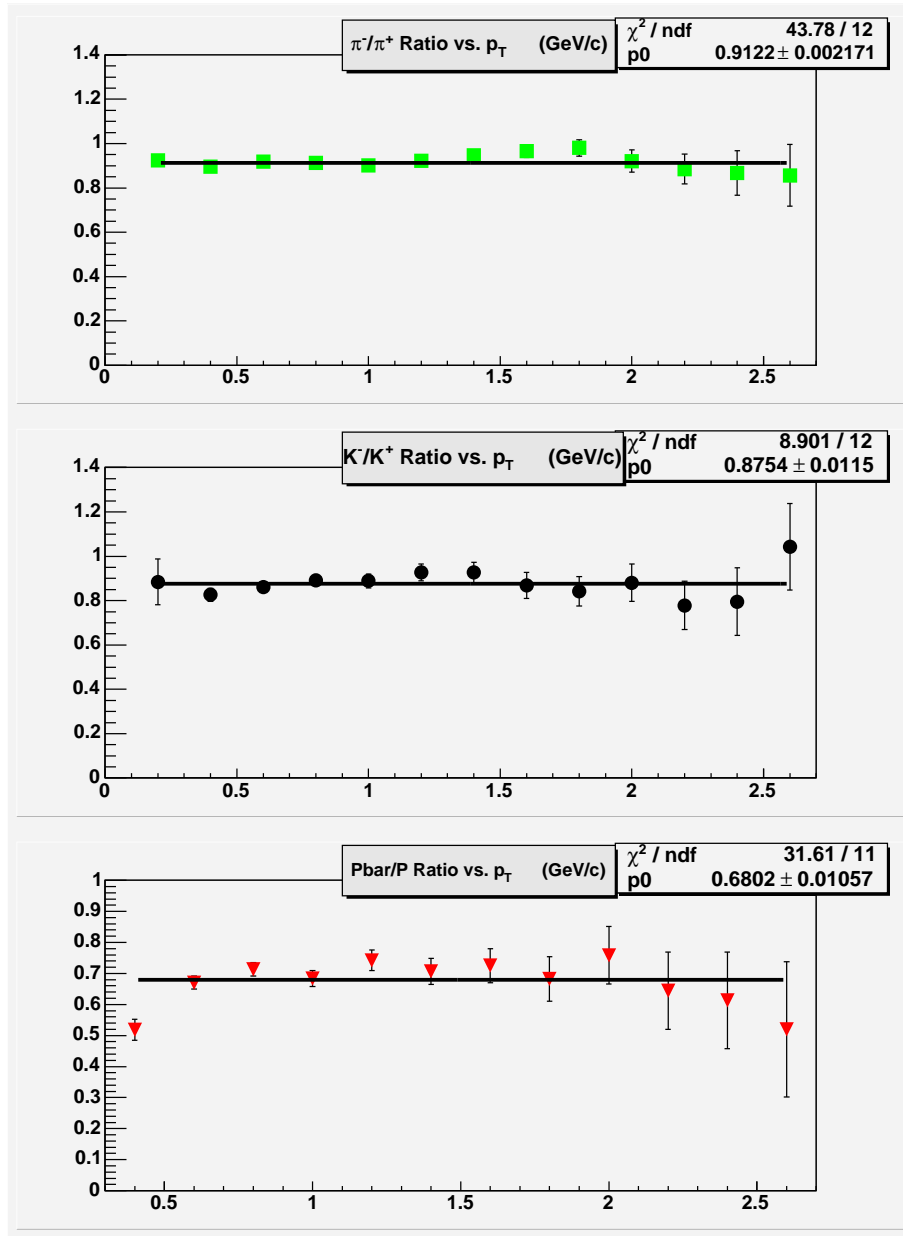 π⁻/π⁺ Ratio vs. p_T (GeV/c)
χ² / ndf 43.78 / 12
p0 0.9122 ± 0.002171
1.4
1.2
1
0.8
0.6
0.4
0.2
0
0 0.5 1 1.5 2 2.5
K⁻/K⁺ Ratio vs. p_T (GeV/c)
χ² / ndf 8.901 / 12
p0 0.8754 ± 0.0115
1.4
1.2
1
0.8
0.6
0.4
0.2
0
0 0.5 1 1.5 2 2.5
Pbar/P Ratio vs. p_T (GeV/c)
χ² / ndf 31.61 / 11
p0 0.6802 ± 0.01057
1
0.9
0.8
0.7
0.6
0.5
0.4
0.3
0.2
0.1
0
0.5 1 1.5 2 2.5